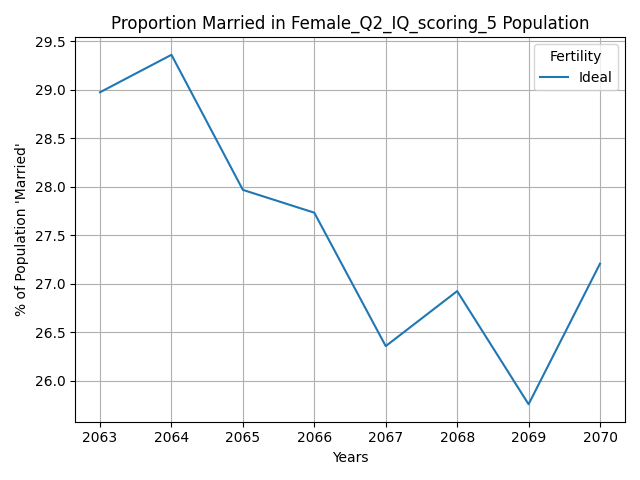 Proportion Married in Female_Q2_IQ_scoring_5 Population
Fertility
Ideal
% of Population 'Married'
29.5
29.0
28.5
28.0
27.5
27.0
26.5
26.0
2063 2064 2065 2066 2067 2068 2069 2070
Years